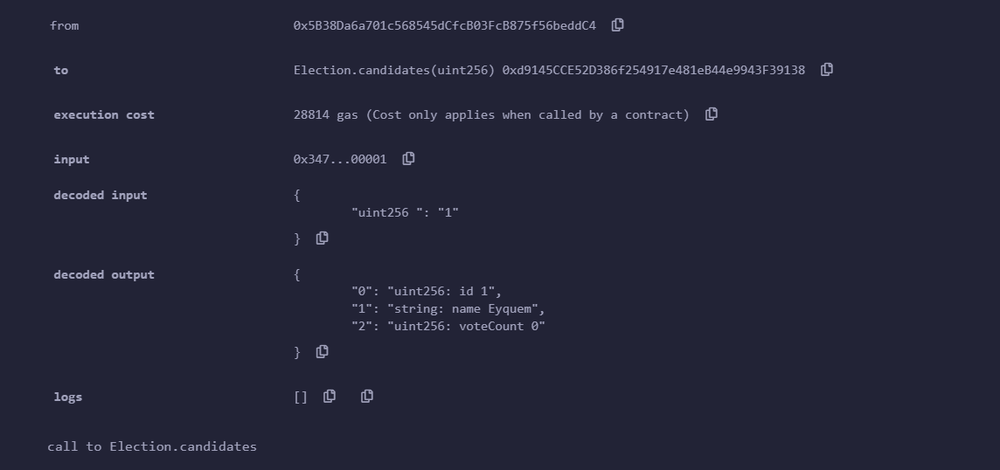 from 0x5B38Da6a701c568545dCfcB03FcB875f56beddC4
to Election.candidates(uint256) 0xd9145CCE52D386f254917e481eB44e9943F39138
execution cost 28814 gas (Cost only applies when called by a contract)
input 0x347...00001
decoded input {
"uint256 ": "1"
}
decoded output {
"0": "uint256: id 1",
"1": "string: name Eyquem",
"2": "uint256: voteCount 0"
}
logs []
call to Election.candidates